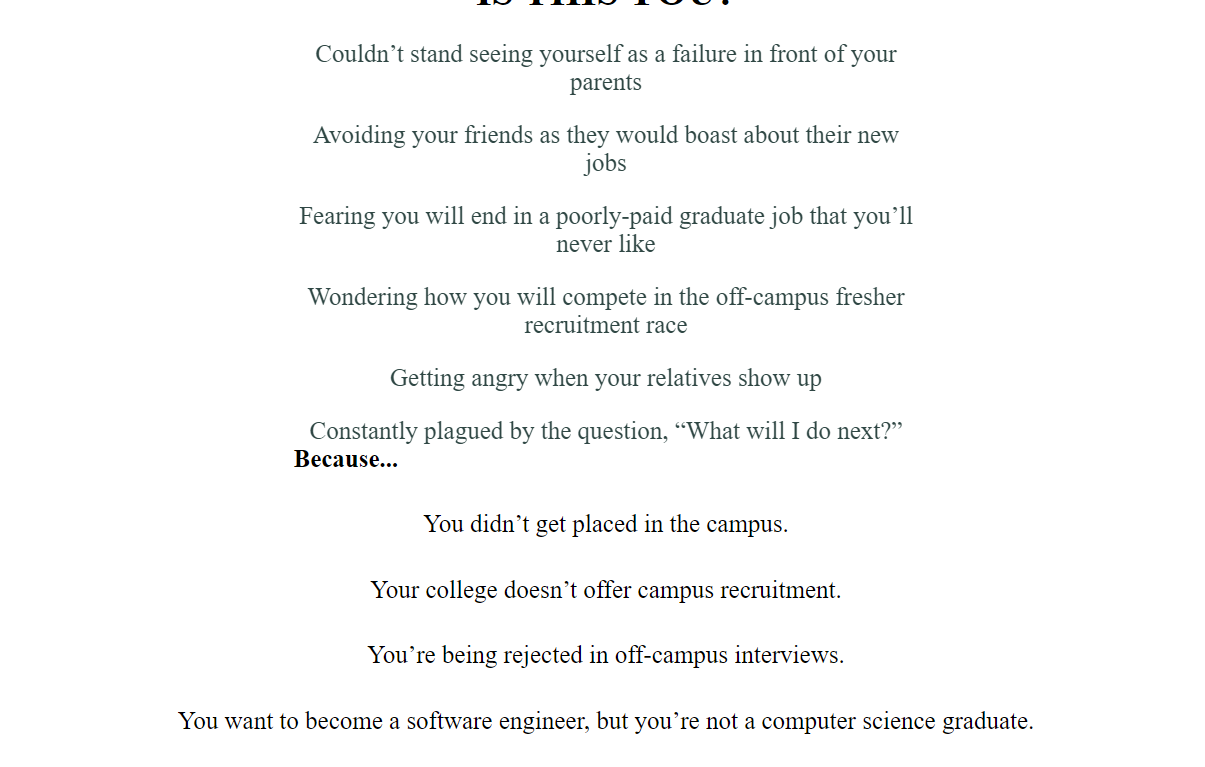 IS THIS YOU?
Couldn’t stand seeing yourself as a failure in front of your
parents
Avoiding your friends as they would boast about their new
jobs
Fearing you will end in a poorly-paid graduate job that you’ll
never like
Wondering how you will compete in the off-campus fresher
recruitment race
Getting angry when your relatives show up
Constantly plagued by the question, “What will I do next?”
Because...
You didn’t get placed in the campus.
Your college doesn’t offer campus recruitment.
You’re being rejected in off-campus interviews.
You want to become a software engineer, but you’re not a computer science graduate.